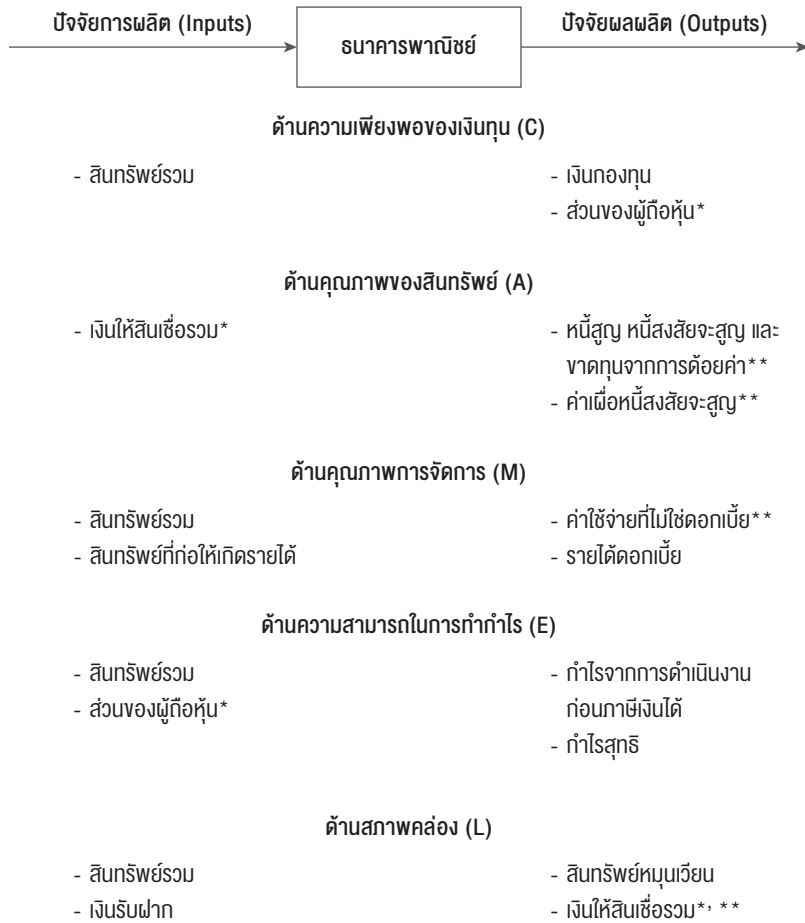 ปัจจัยการผลิต (Inputs)
ธนาคารพาณิชย์
ปัจจัยผลผลิต (Outputs)
ด้านความเพียงพอของเงินทุน (C)
- สินทรัพย์รวม
- เงินกองทุน
- ส่วนของผู้ถือหุ้น*
ด้านคุณภาพของสินทรัพย์ (A)
- เงินให้สินเชื่อรวม*
- หนี้สูญ หนี้สงสัยจะสูญ และ
ขาดทุนจากการด้อยค่า**
- ค่าเผื่อหนี้สงสัยจะสูญ**
ด้านคุณภาพการจัดการ (M)
- สินทรัพย์รวม
- สินทรัพย์ที่ก่อให้เกิดรายได้
- ค่าใช้จ่ายที่ไม่ใช่ดอกเบี้ย**
- รายได้ดอกเบี้ย
ด้านความสามารถในการทำกำไร (E)
- สินทรัพย์รวม
- ส่วนของผู้ถือหุ้น*
- กำไรจากการดำเนินงาน
ก่อนภาษีเงินได้
- กำไรสุทธิ
ด้านสภาพคล่อง (L)
- สินทรัพย์รวม
- เงินรับฝาก
- สินทรัพย์หมุนเวียน
- เงินให้สินเชื่อรวม*, **